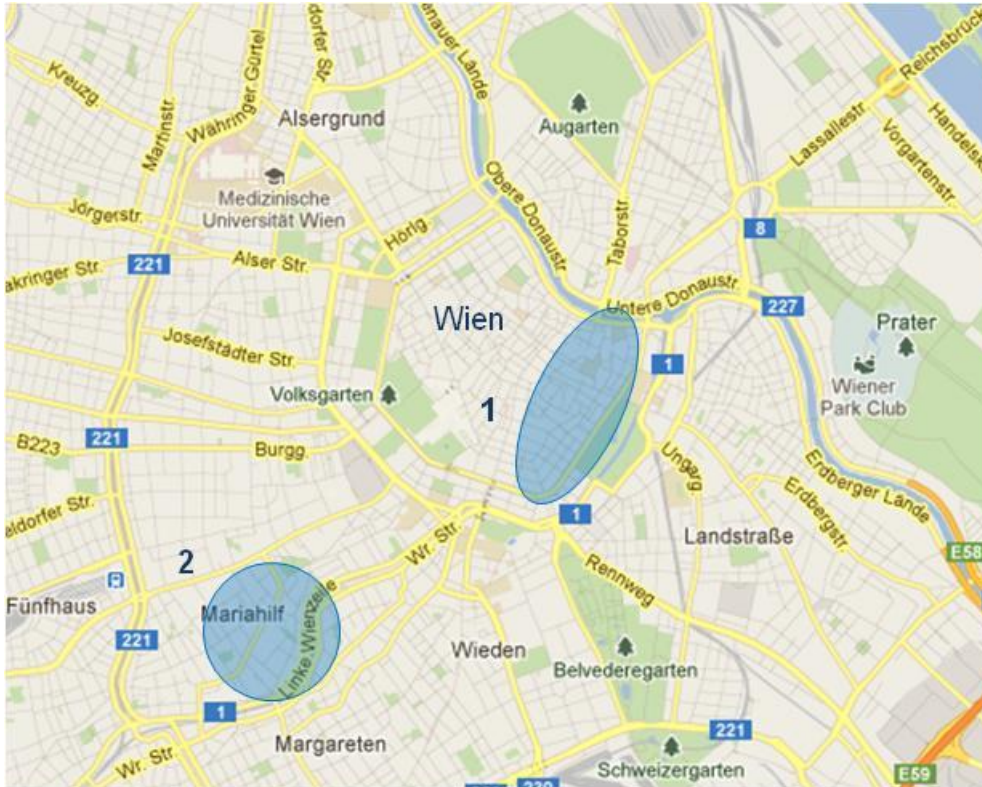 enauer Lände
dorfer Str.
Reichsbrück
Kreuzg.
Währinger Gürtel
Martinstr.
Alsergrund
Augarten
Lassallestr
Vorgartenstr.
Handelsk
Medizinische
Universität Wien
Obere Donaustr
Taborstr
Jörgerstr.
Hörlg
8
221
Alser Str.
akringer Str.
Untere Donaustr.
227
Wien
Prater
Josefstädter Str.
1
Wiener
Park Club
Volksgarten
1
221
B223
Burgg.
Ungarg
Erdberger Lände
Erdbergstr.
eldorfer Str.
1
Wr. Str
Landstraße
E58
2
Rennweg
Fünfhaus
Mariahilf
221
Linke Wienzeile
Wieden
Belvederegarten
1
221
Margareten
Wr. Str
Schweizergarten
E59